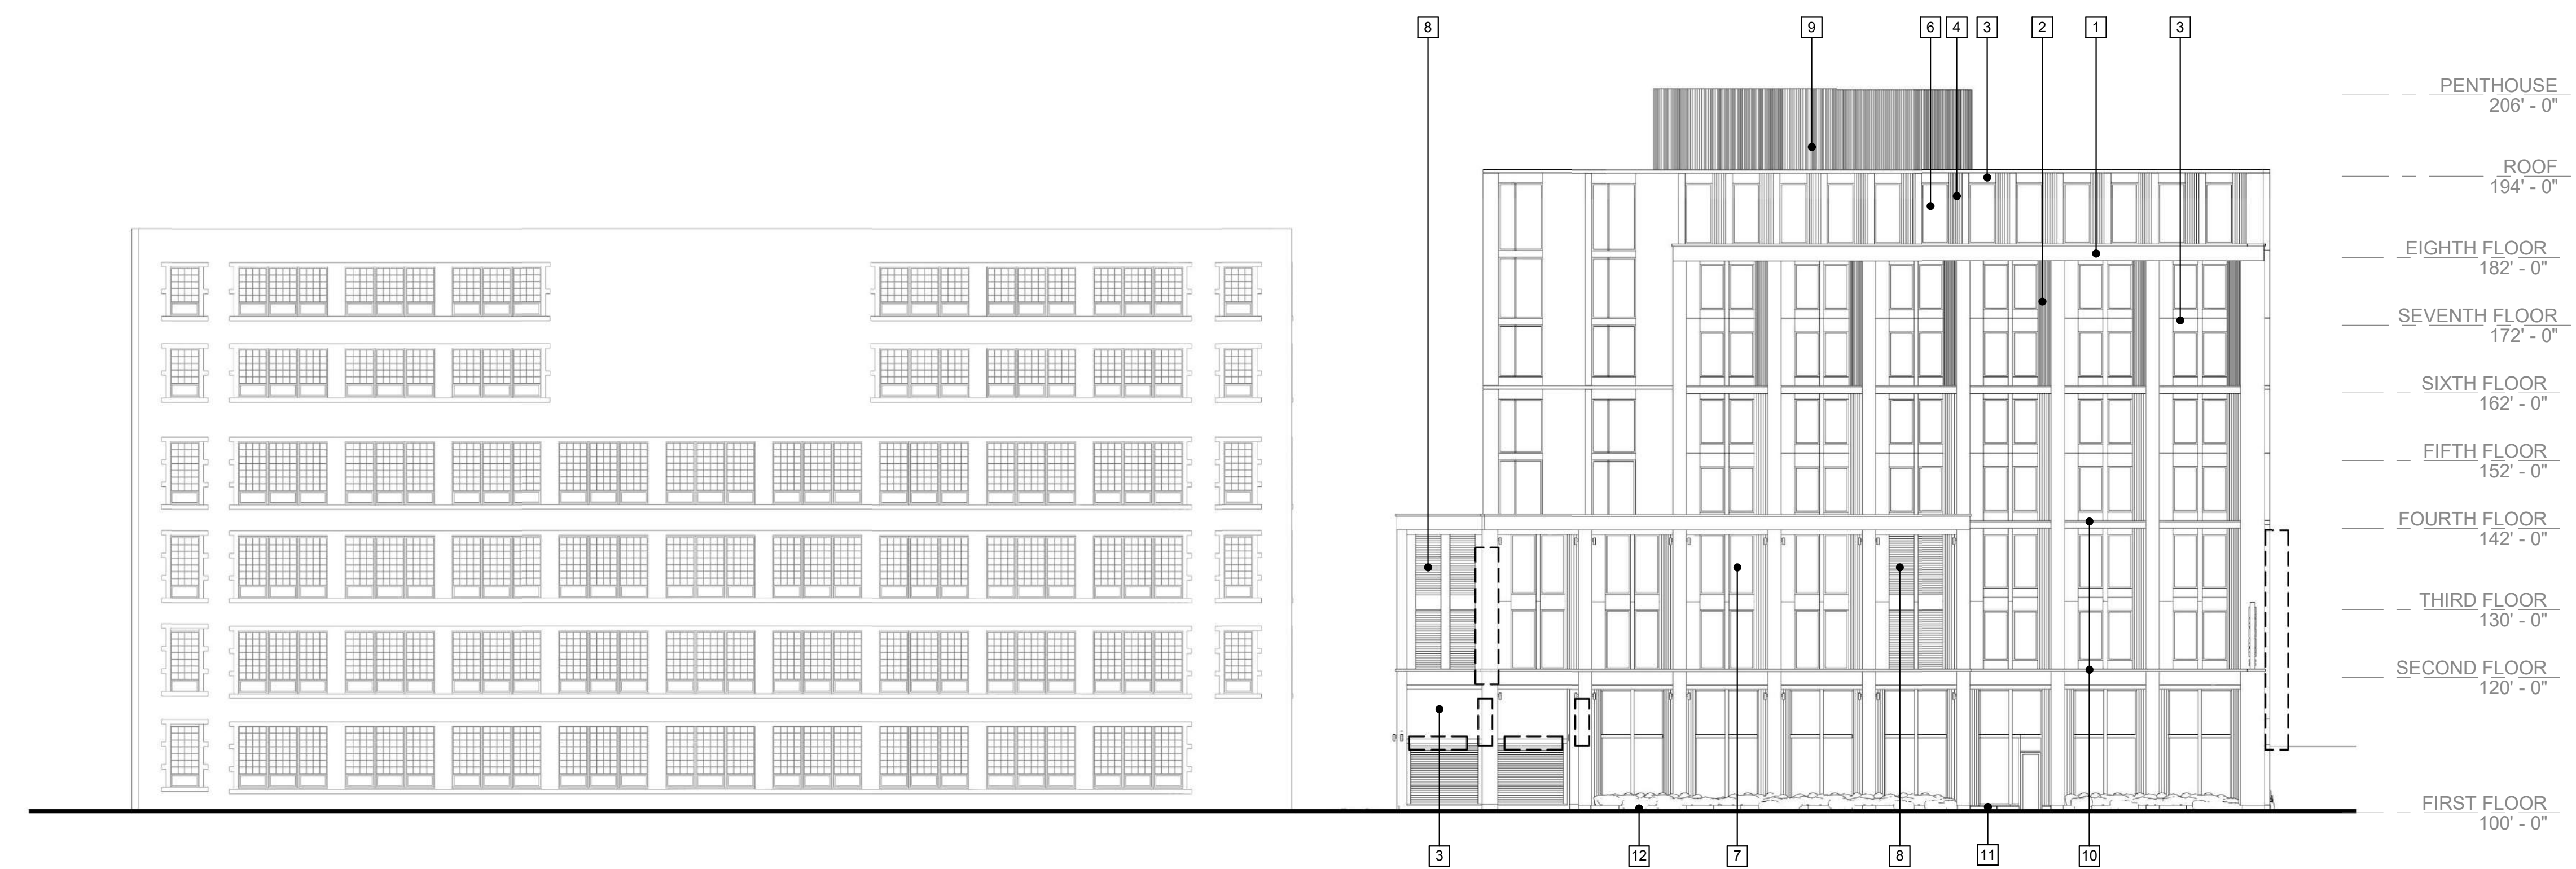 8 9 6 4 3 2 1 3
PENTHOUSE
206' - 0"
ROOF
194' - 0"
EIGHTH FLOOR
182' - 0"
SEVENTH FLOOR
172' - 0"
SIXTH FLOOR
162' - 0"
FIFTH FLOOR
152' - 0"
FOURTH FLOOR
142' - 0"
THIRD FLOOR
130' - 0"
SECOND FLOOR
120' - 0"
FIRST FLOOR
100' - 0"
3 12 7 8 11 10